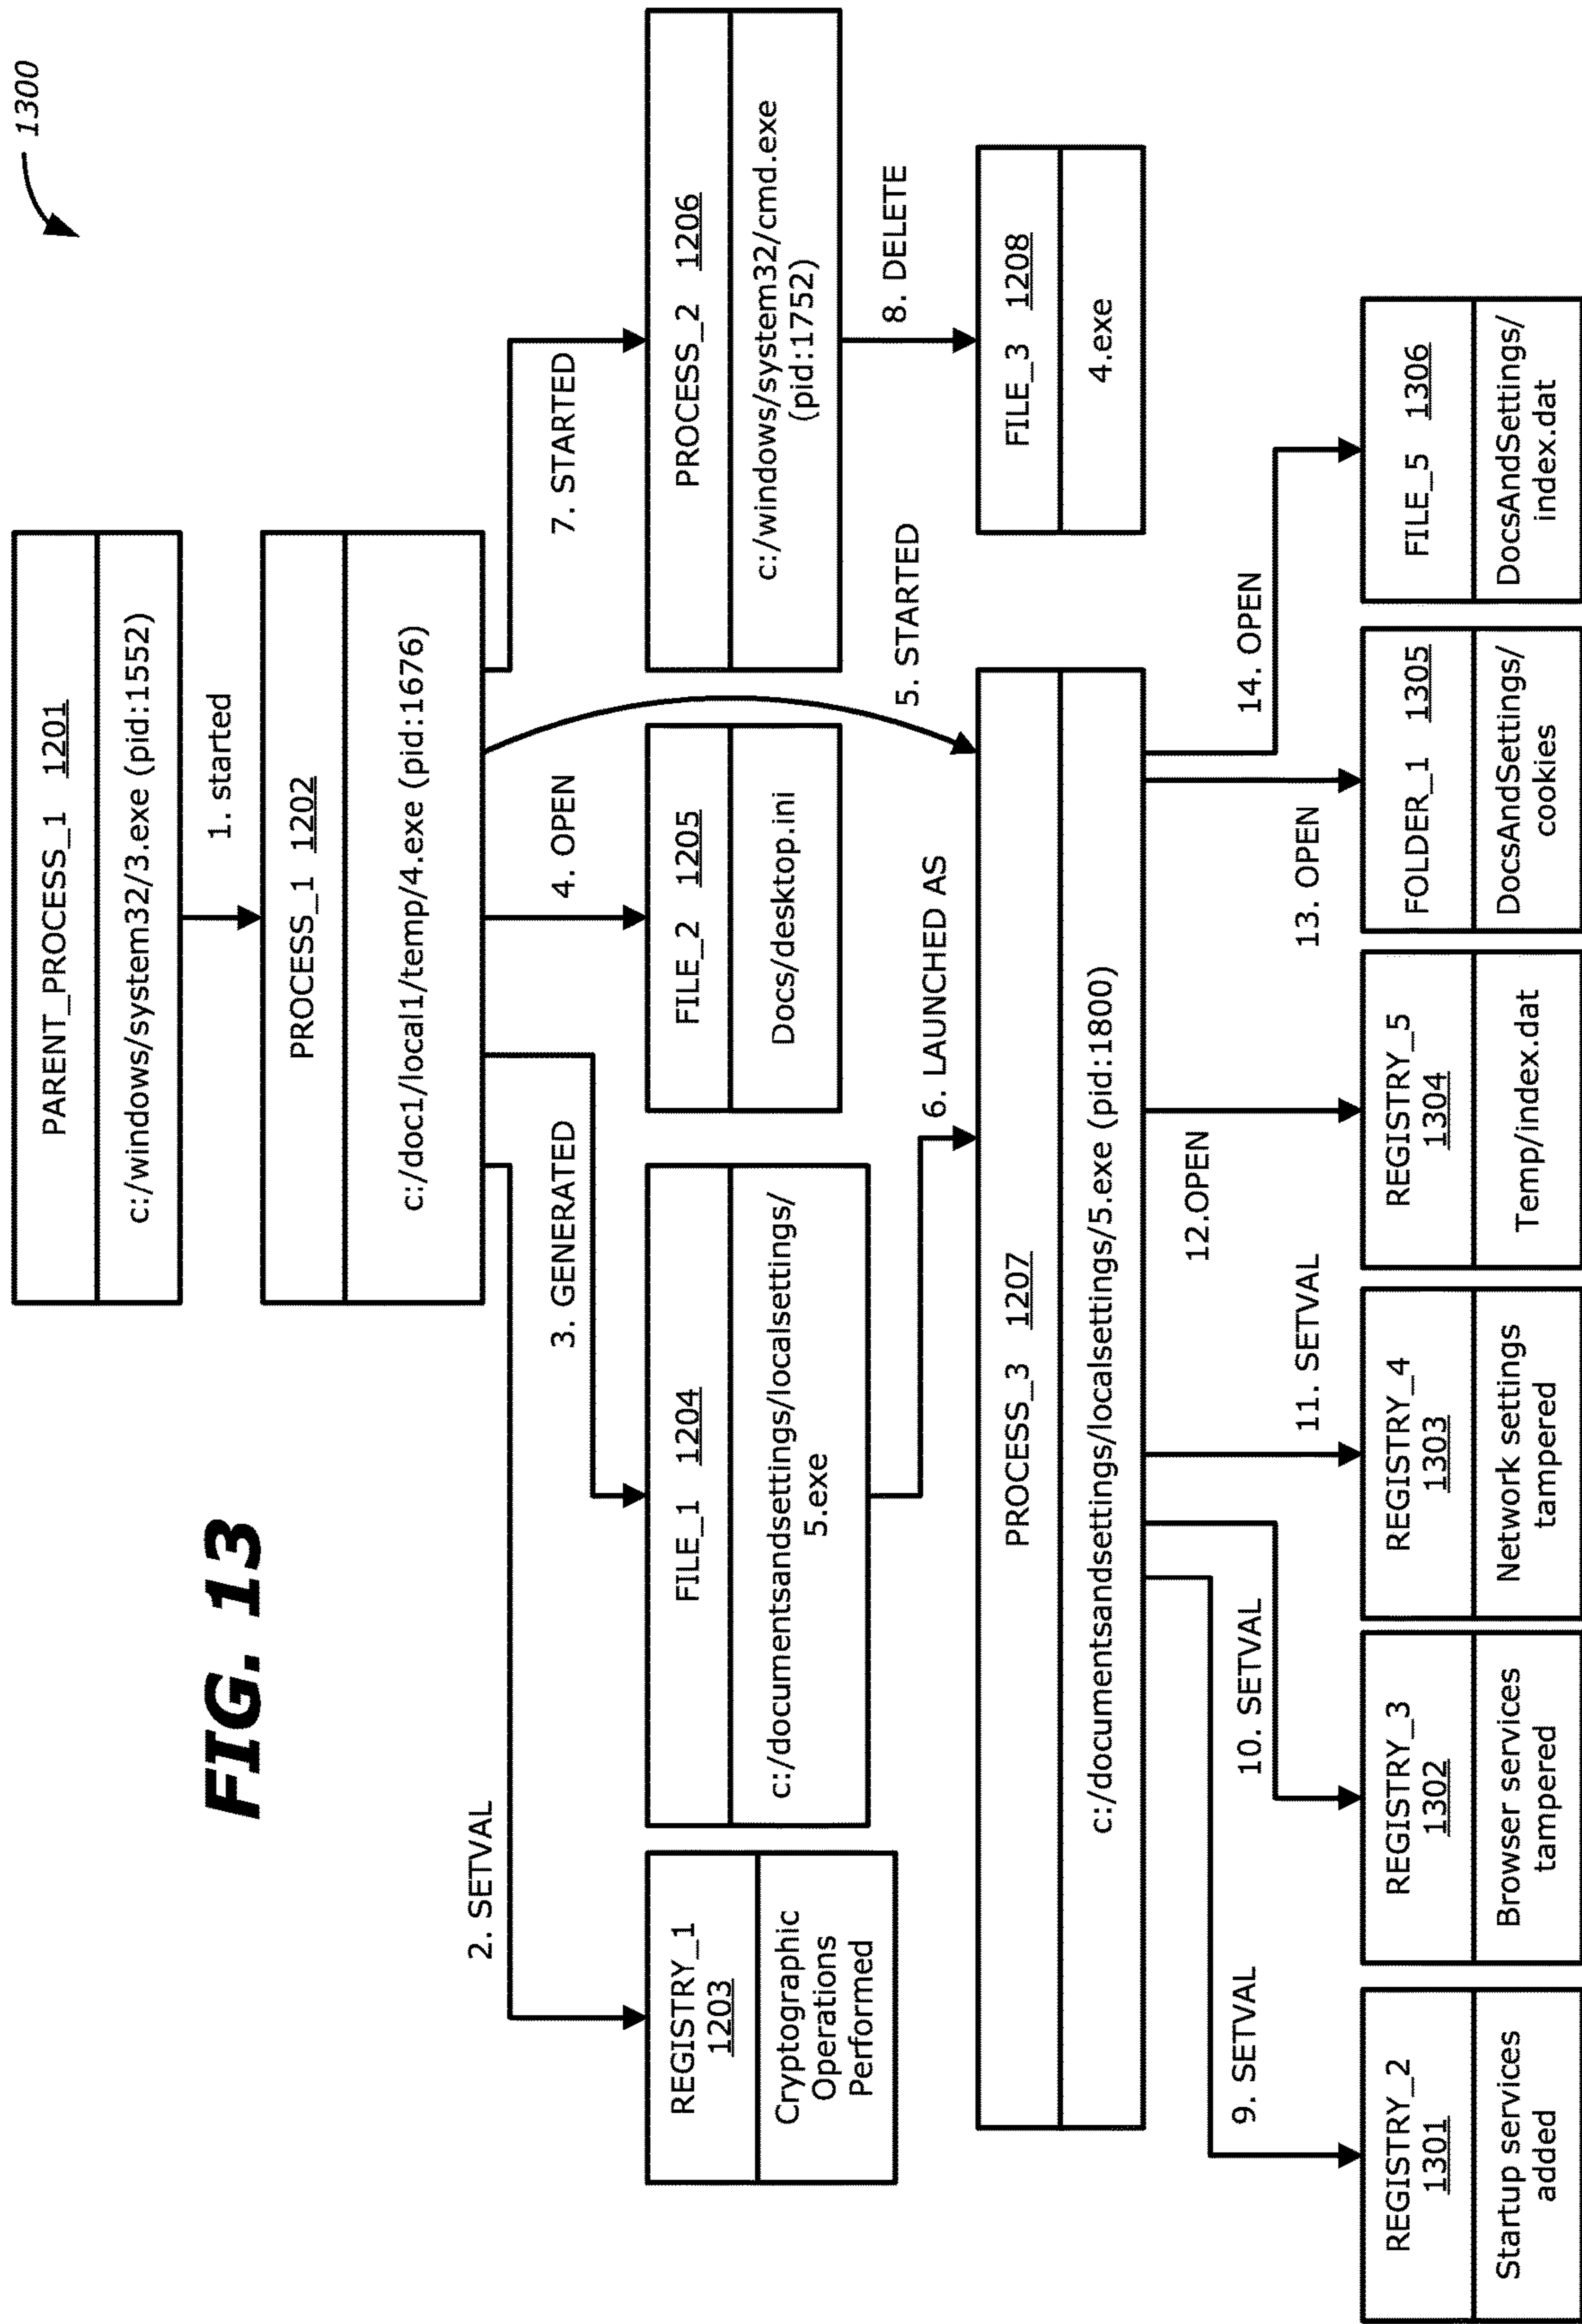 1300
FIG. 13
PARENT_PROCESS_1 1201
c:/windows/system32/3.exe (pid:1552)
1. started
PROCESS_1 1202
c:/doc1/local1/temp/4.exe (pid:1676)
2. SETVAL
3. GENERATED
4. OPEN
7. STARTED
REGISTRY_1
1203
Cryptographic
Operations
Performed
FILE_1 1204
c:/documentsandsettings/localsettings/
5.exe
FILE_2 1205
Docs/desktop.ini
PROCESS_2 1206
c:/windows/system32/cmd.exe
(pid:1752)
6. LAUNCHED AS
5. STARTED
8. DELETE
PROCESS_3 1207
c:/documentsandsettings/localsettings/5.exe (pid:1800)
FILE_3 1208
4.exe
9. SETVAL
10. SETVAL
11. SETVAL
12.OPEN
13. OPEN
14. OPEN
REGISTRY_2
1301
Startup services
added
REGISTRY_3
1302
Browser services
tampered
REGISTRY_4
1303
Network settings
tampered
REGISTRY_5
1304
Temp/index.dat
FOLDER_1 1305
DocsAndSettings/
cookies
FILE_5 1306
DocsAndSettings/
index.dat